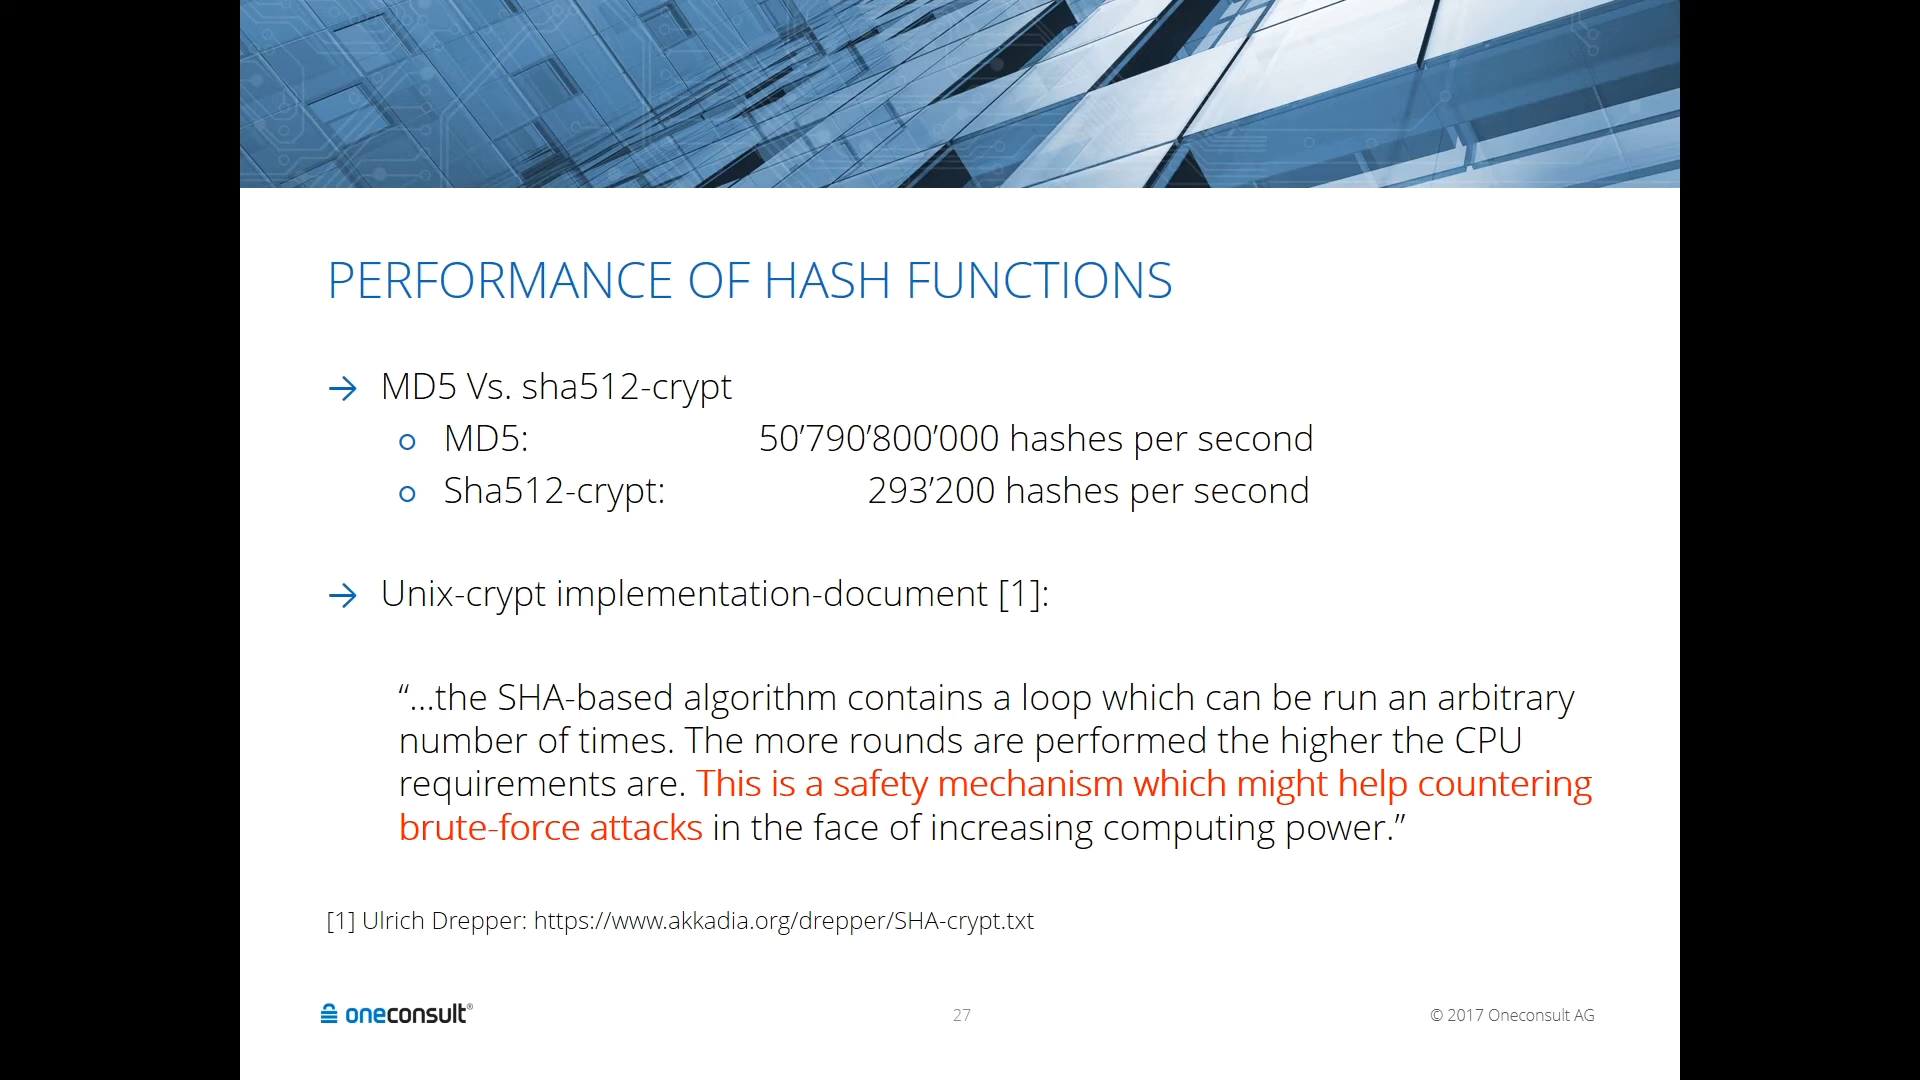 PERFORMANCE OF HASH FUNCTIONS
→ MD5 Vs. sha512-crypt
MD5: 50’790’800’000 hashes per second
Sha512-crypt: 293’200 hashes per second
→ Unix-crypt implementation-document [1]:
“…the SHA-based algorithm contains a loop which can be run an arbitrary
number of times. The more rounds are performed the higher the CPU
requirements are. This is a safety mechanism which might help countering
brute-force attacks in the face of increasing computing power.”
[1] Ulrich Drepper: https://www.akkadia.org/drepper/SHA-crypt.txt
oneconsult®
27
© 2017 Oneconsult AG